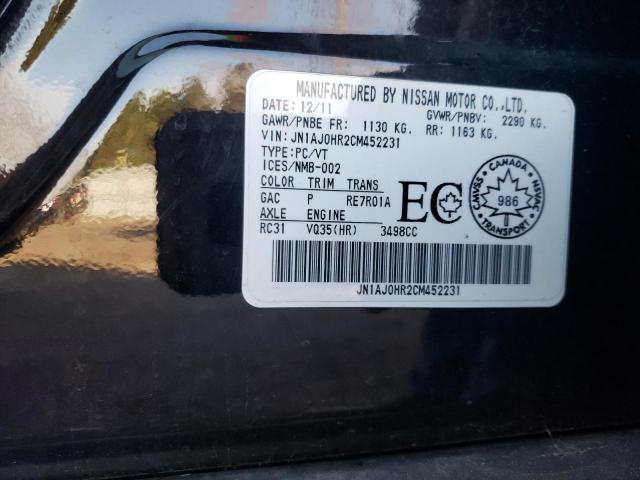 MANUFACTURED BY NISSAN MOTOR CO.,LTD.
DATE: 12/11 GVWR/PNBV: 2290 KG.
GAWR/PNBE FR: 1130 KG. RR: 1163 KG.
VIN: JN1AJ0HR2CM452231
TYPE:PC/VT
ICES/NMB-002
COLOR TRIM TRANS
GAC P RE7R01A
AXLE ENGINE
RC31 VQ35(HR) 3498CC
EC
CANADA
CMVSS 986 NSVAC
TRANSPORT
JN1AJ0HR2CM452231